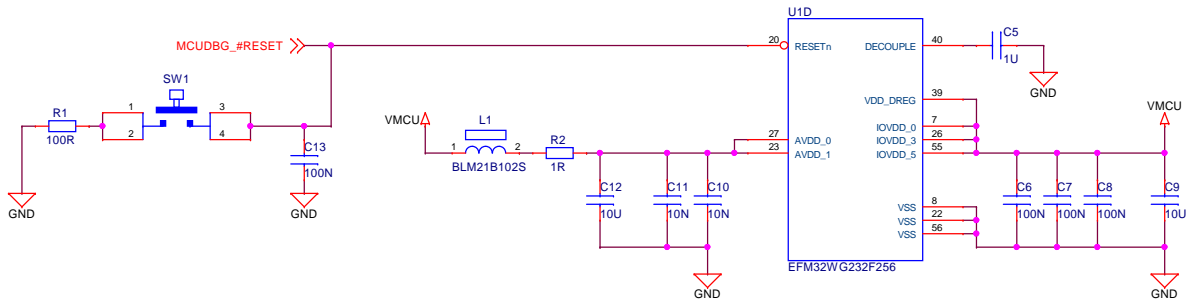 U1D
MCUDBG_#RESET
20
RESETn
DECOUPLE
40
C5
1U
GND
SW1
R1
100R
1
2
3
4
C13
100N
GND
GND
VMCU
L1
1
2
BLM21B102S
R2
1R
27
AVDD_0
23
AVDD_1
C12
10U
C11
10N
C10
10N
GND
VDD_DREG
39
IOVDD_0
7
IOVDD_3
26
IOVDD_5
55
VMCU
VSS
8
VSS
22
VSS
56
C6
100N
C7
100N
C8
100N
C9
10U
GND
EFM32WG232F256